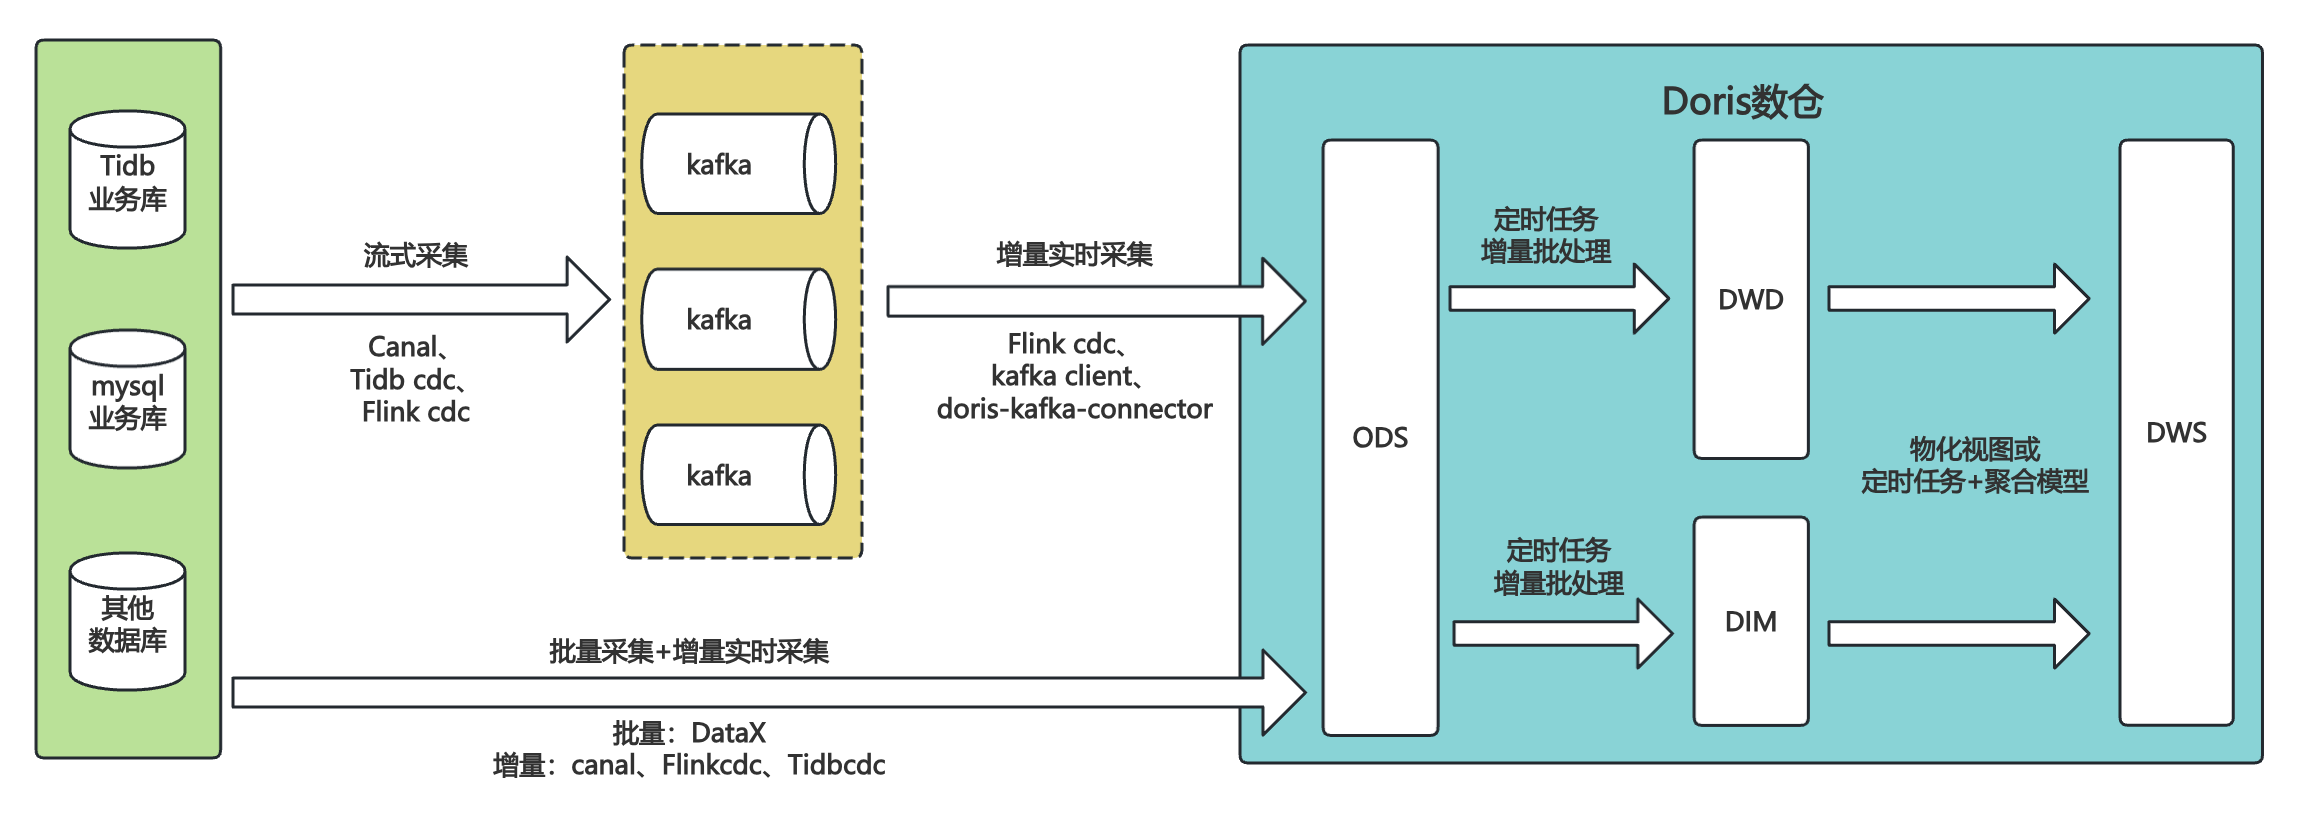 Tidb
业务库
mysql
业务库
其他
数据库
流式采集
Canal、
Tidb cdc、
Flink cdc
kafka
kafka
kafka
增量实时采集
Flink cdc、
kafka client、
doris-kafka-connector
批量采集+增量实时采集
批量：DataX
增量：canal、Flinkcdc、Tidbcdc
Doris数仓
ODS
定时任务
增量批处理
定时任务
增量批处理
DWD
DIM
物化视图或
定时任务+聚合模型
DWS